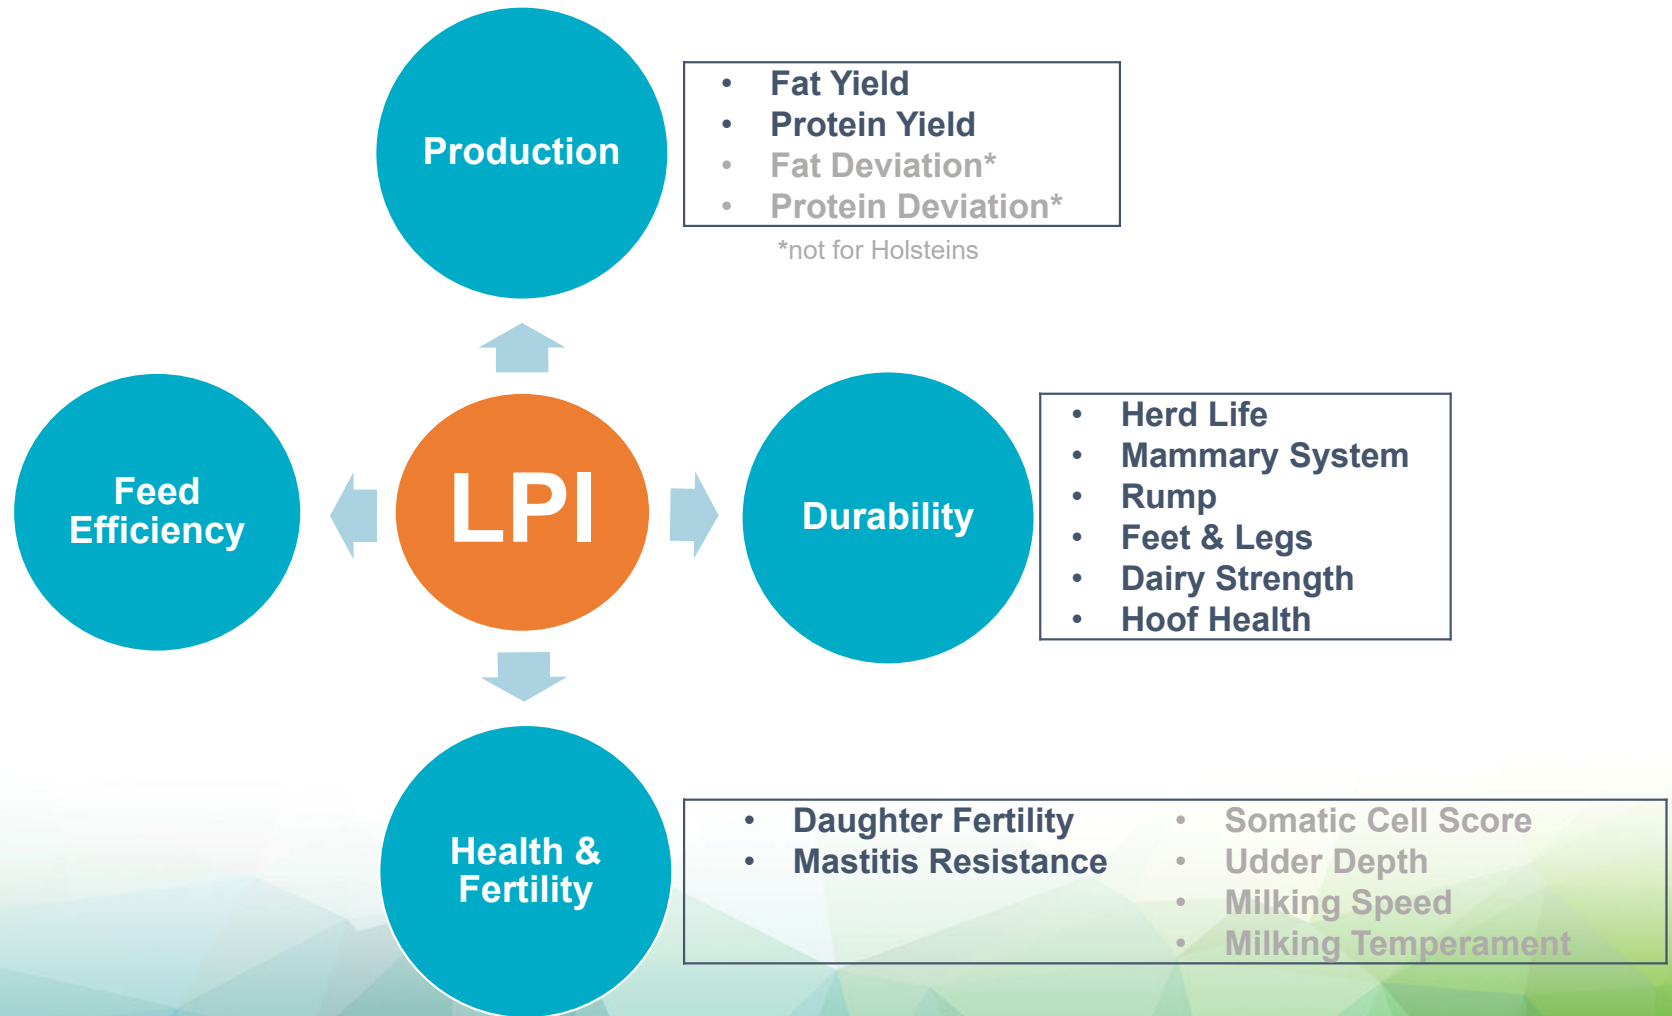 Production
• Fat Yield
• Protein Yield
• Fat Deviation*
• Protein Deviation*
*not for Holsteins
Feed
Efficiency
LPI
Durability
• Herd Life
• Mammary System
• Rump
• Feet & Legs
• Dairy Strength
• Hoof Health
Health &
Fertility
• Daughter Fertility
• Mastitis Resistance
• Somatic Cell Score
• Udder Depth
• Milking Speed
• Milking Temperament